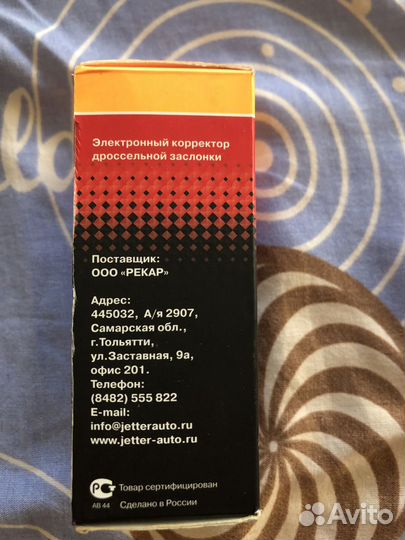 Электронный корректор
дроссельной заслонки
Поставщик:
ООО «РЕКАР»
Адрес:
445032, А/я 2907,
Самарская обл.,
г.Тольятти,
ул.Заставная, 9а,
офис 201.
Телефон:
(8482) 555 822
E-mail:
info@jetterauto.ru
www.jetter-auto.ru
Товар сертифицирован
АВ 44
Сделано в России
Avito